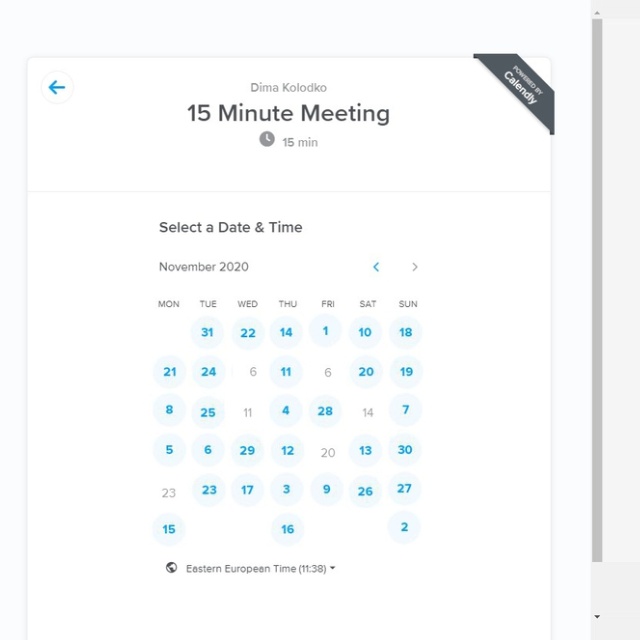 POWERED BY
Calendly
Dima Kolodko
15 Minute Meeting
15 min
Select a Date & Time
November 2020
MON TUE WED THU FRI SAT SUN
31 22 14 1 10 18
21 24 6 11 6 20 19
8 25 11 4 28 14 7
5 6 29 12 20 13 30
23 23 17 3 9 26 27
15 16 2
Eastern European Time (11:38)